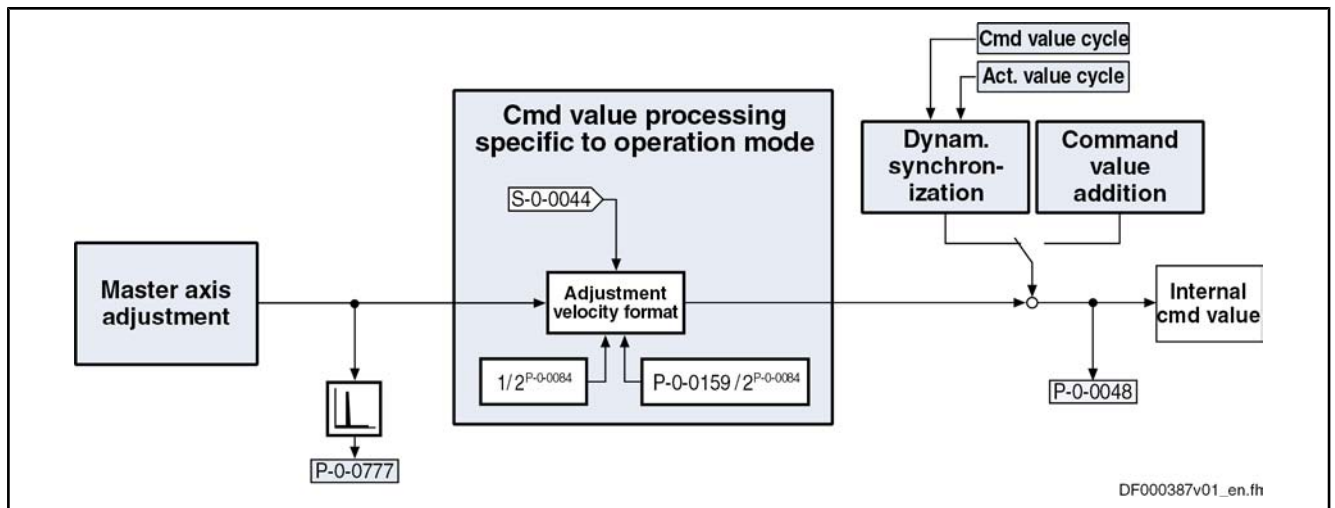 Cmd value cycle
Act. value cycle
Cmd value processing
specific to operation mode
Dynam.
synchron-
ization
Command
value
addition
S-0-0044
Master axis
adjustment
Adjustment
velocity format
Internal
cmd value
1/2^P-0-0084
P-0-0159/2^P-0-0084
P-0-0048
P-0-0777
DF000387v01_en.fh